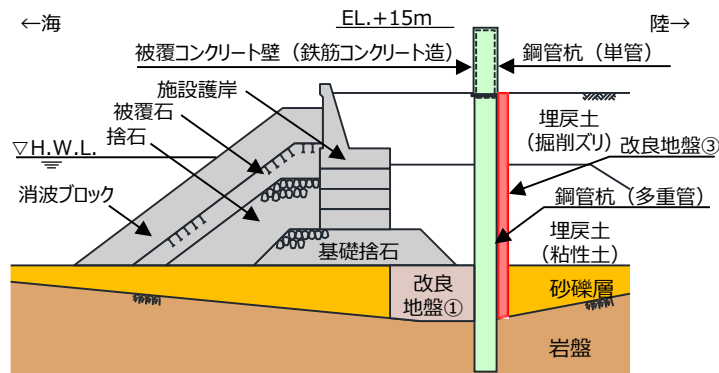 ←海
EL.+15m
陸→
被覆コンクリート壁（鉄筋コンクリート造）
鋼管杭（単管）
施設護岸
被覆石
捨石
▽H.W.L.
消波ブロック
埋戻土
(掘削ズリ)
改良地盤③
鋼管杭（多重管）
埋戻土
(粘性土)
基礎捨石
改良
地盤①
砂礫層
岩盤